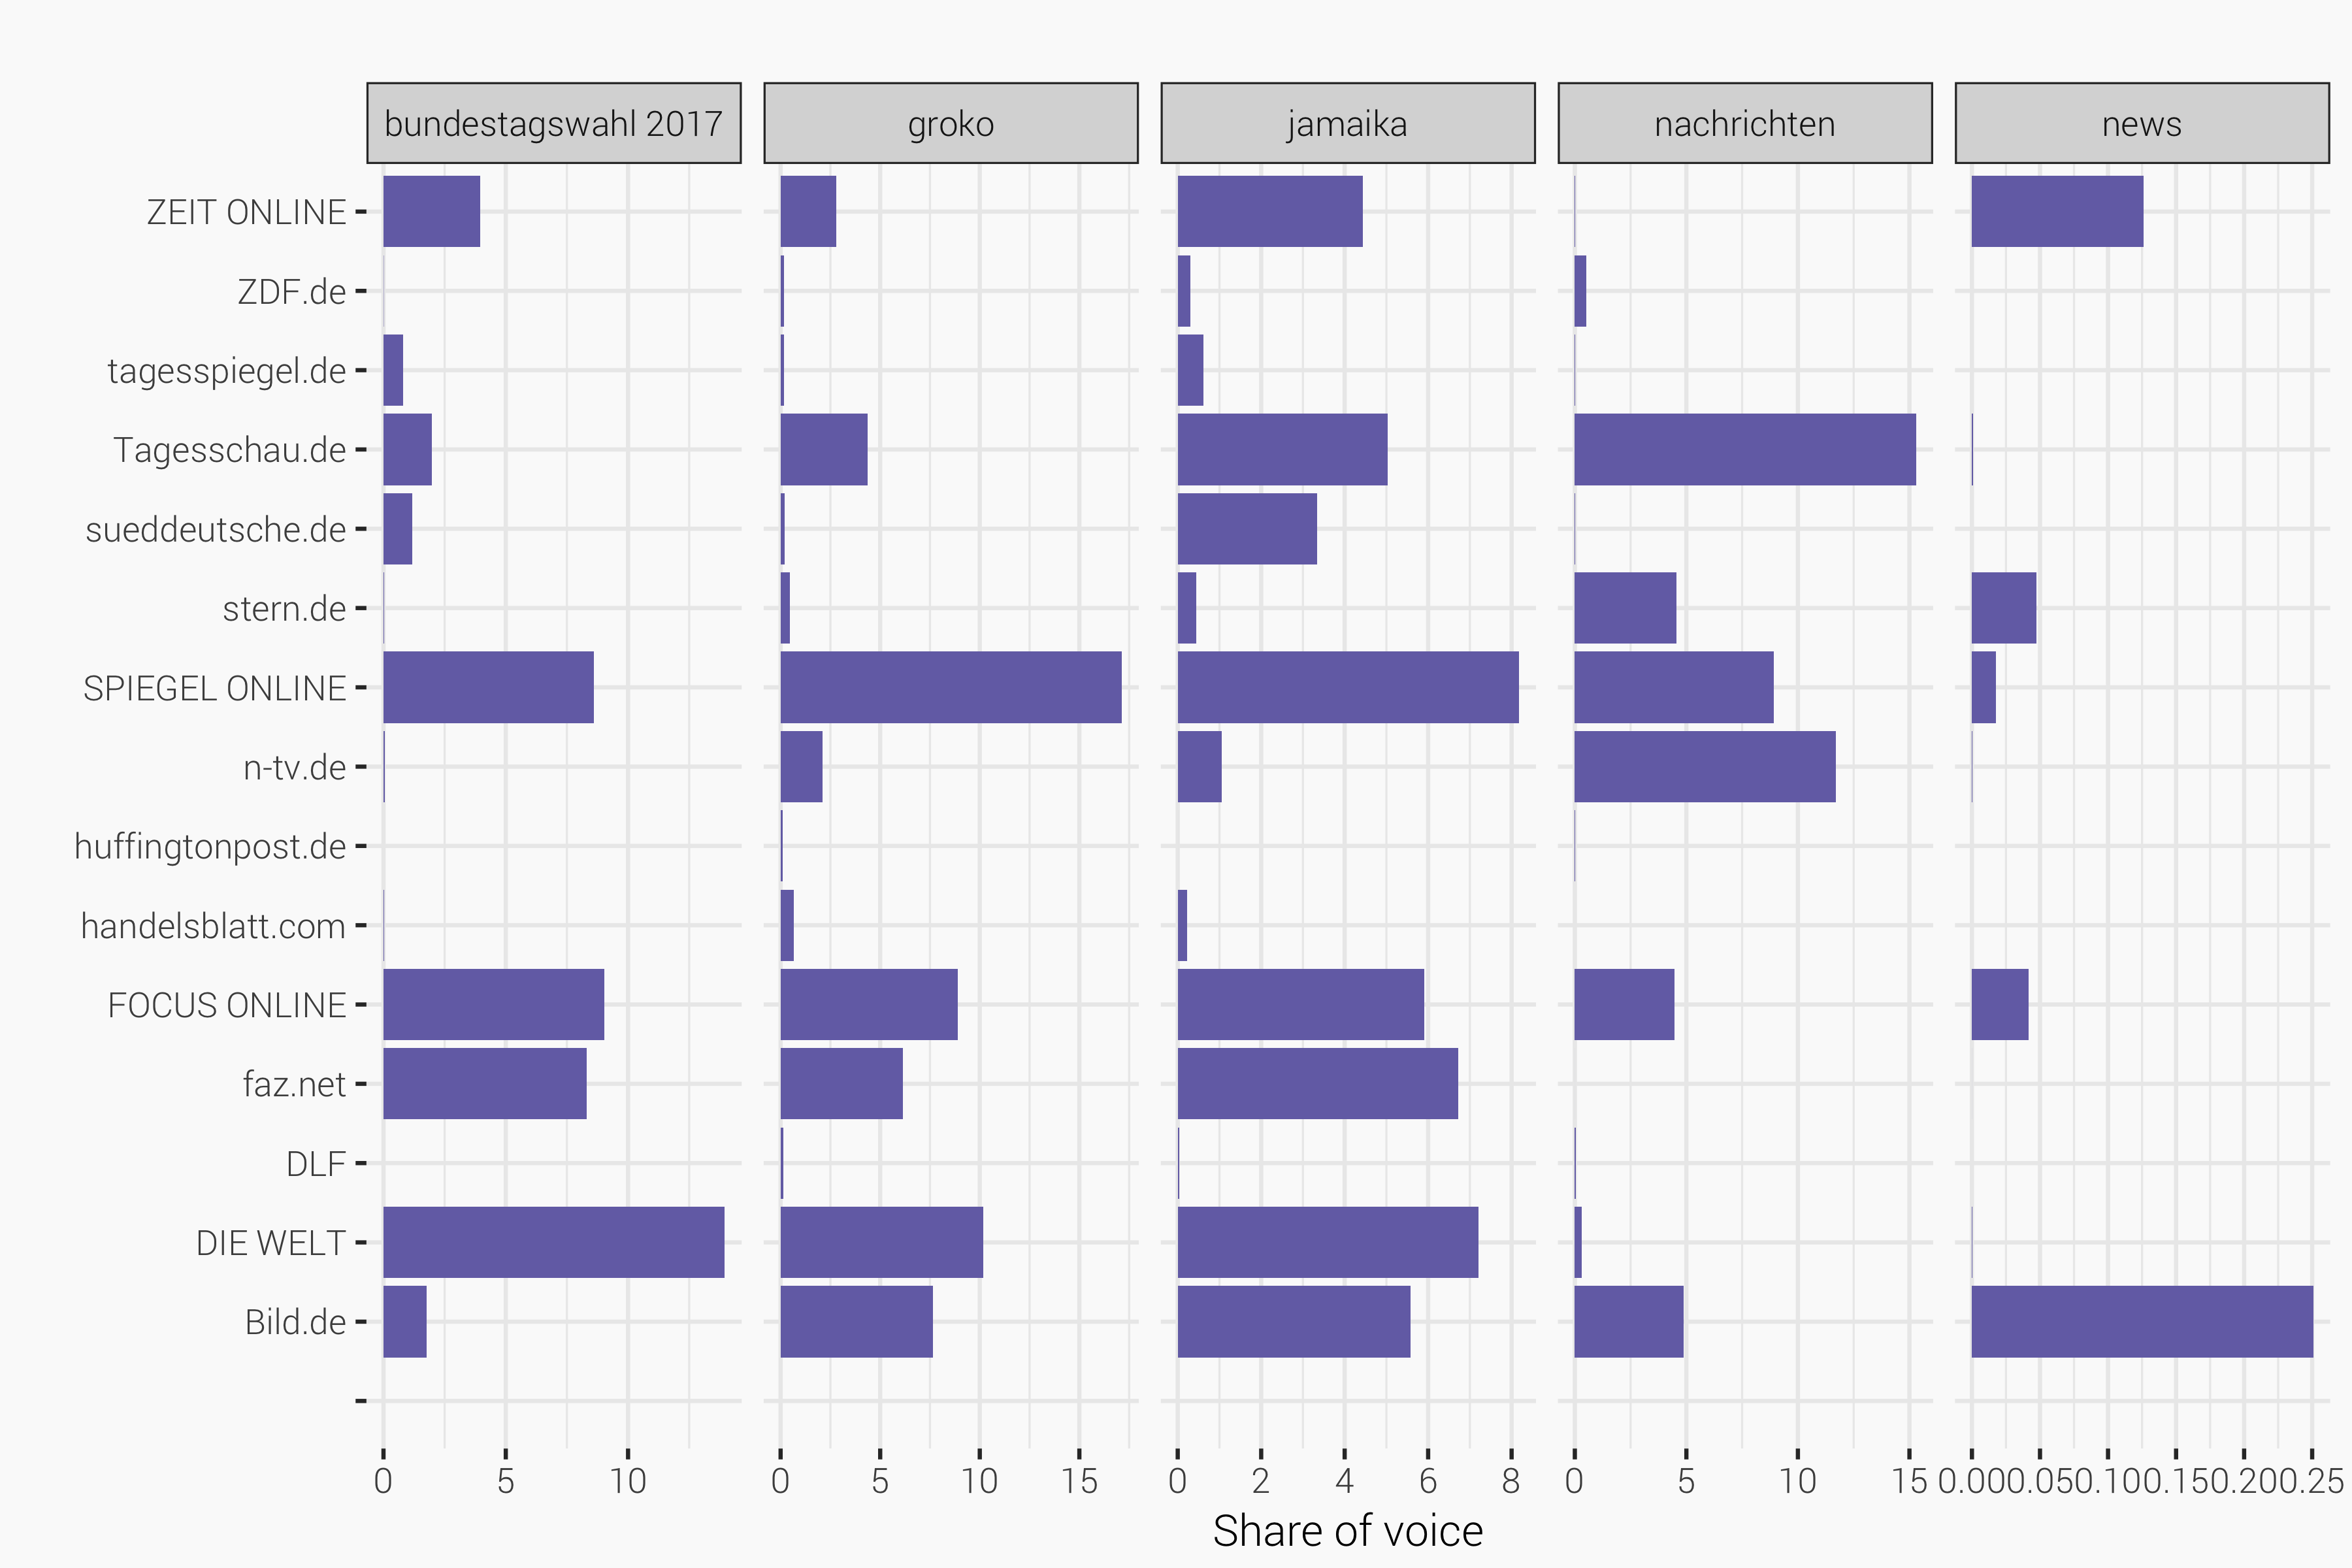 bundestagswahl 2017 groko jamaika nachrichten news
ZEIT ONLINE
ZDF.de
tagesspiegel.de
Tagesschau.de
sueddeutsche.de
stern.de
SPIEGEL ONLINE
n-tv.de
huffingtonpost.de
handelsblatt.com
FOCUS ONLINE
faz.net
DLF
DIE WELT
Bild.de
0 5 10 0 5 10 15 0 2 4 6 8 0 5 10 15 0.00 0.05 0.10 0.15 0.20 0.25
Share of voice